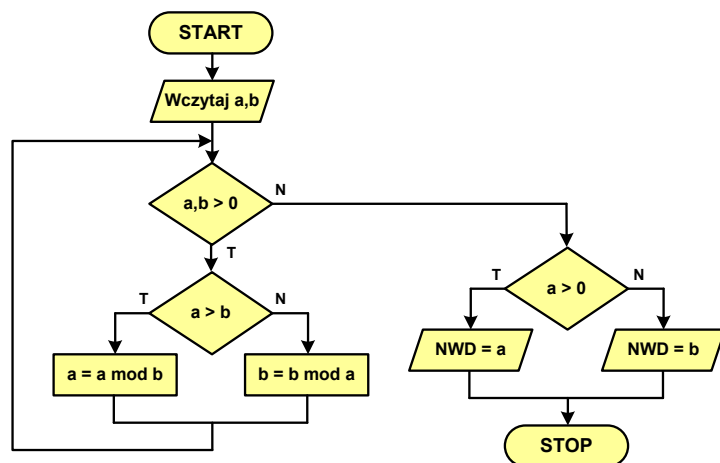 START
Wczytaj a,b
a,b > 0
N
T
a > b
T
N
a = a mod b
b = b mod a
a > 0
T
N
NWD = a
NWD = b
STOP